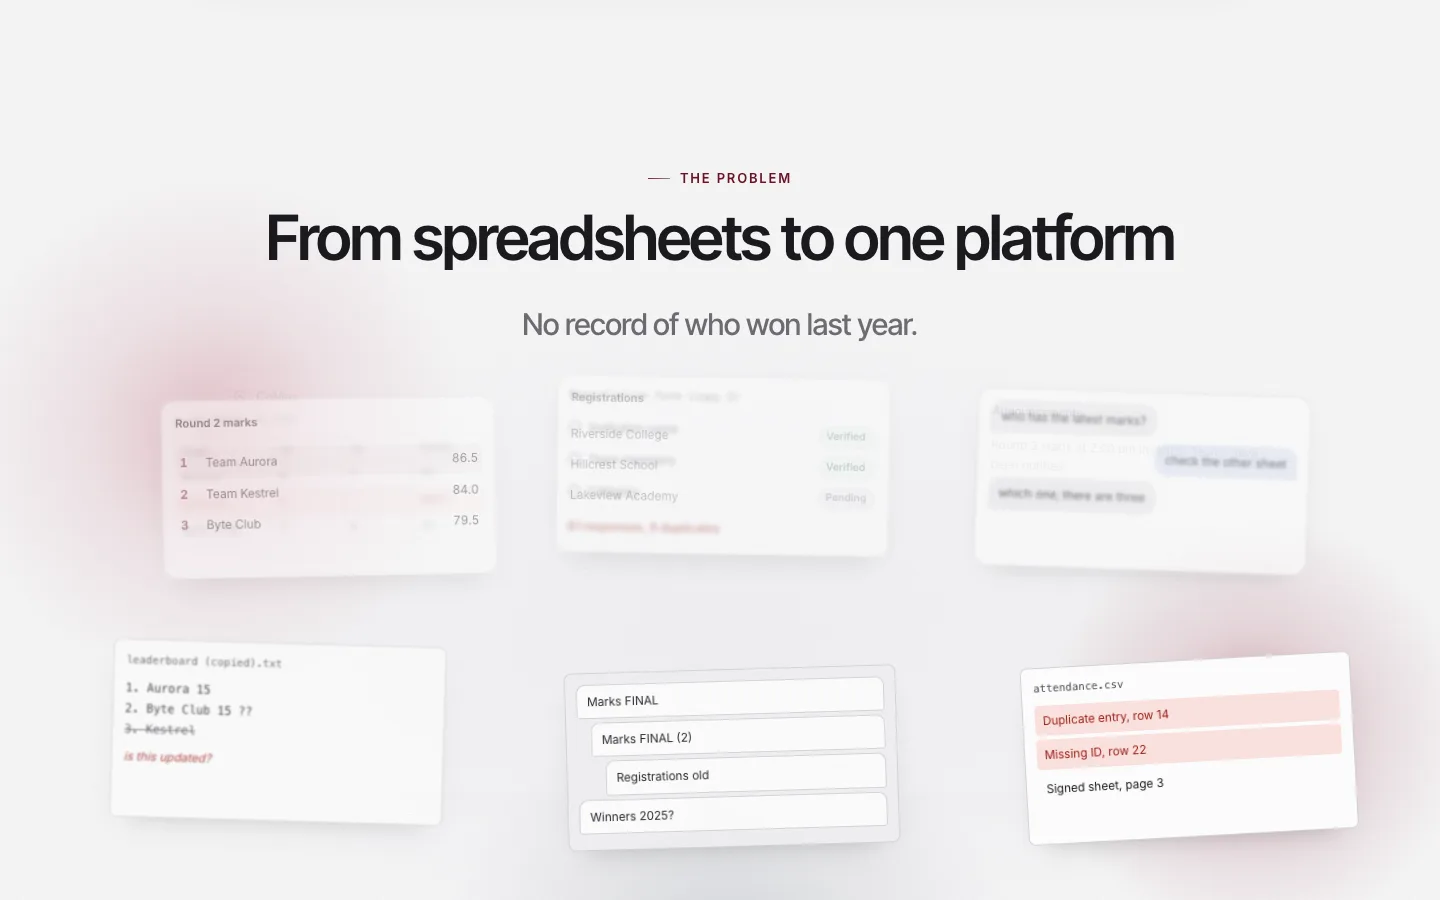 THE PROBLEM
From spreadsheets to one platform
No record of who won last year.
Round 2 marks
1 Team Aurora 86.5
2 Team Kestrel 84.0
3 Byte Club 79.5
Registrations
Riverside College Verified
Hillcrest School Verified
Lakeview Academy Pending
who has the latest marks?
check the other sheet
which one, there are three
leaderboard (copied).txt
1. Aurora 15
2. Byte Club 15 ??
3. Kestrel
is this updated?
Marks FINAL
Marks FINAL (2)
Registrations old
Winners 2025?
attendance.csv
Duplicate entry, row 14
Missing ID, row 22
Signed sheet, page 3